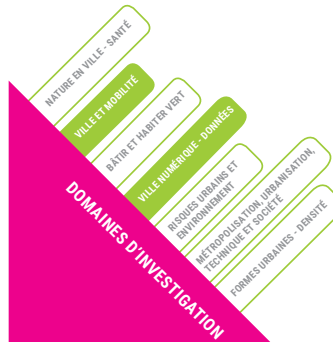 NATURE EN VILLE - SANTÉ
VILLE ET MOBILITÉ
BÂTIR ET HABITER VERT
VILLE NUMÉRIQUE - DONNÉES
RISQUES URBAINS ET
ENVIRONNEMENT
MÉTROPOLISATION, URBANISATION,
TECHNIQUE ET SOCIÉTÉ
FORMES URBAINES - DENSITÉ
DOMAINES D'INVESTIGATION